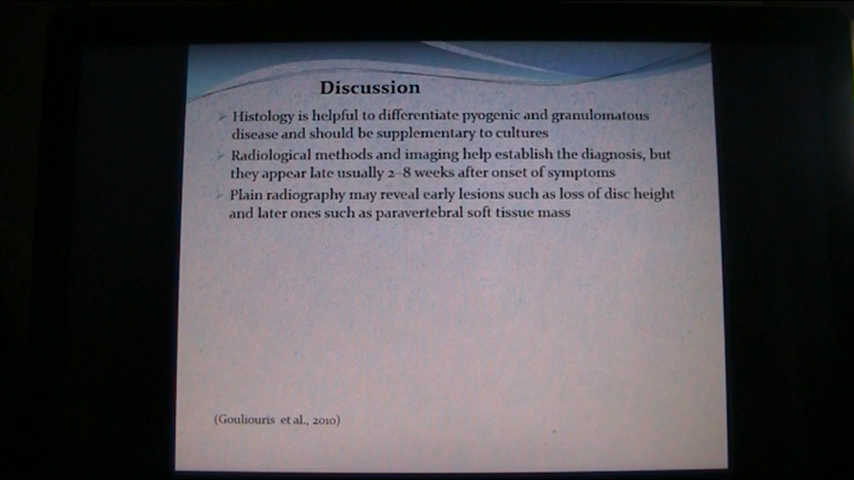 Discussion
Histology is helpful to differentiate pyogenic and granulomatous
disease and should be supplementary to cultures
Radiological methods and imaging help establish the diagnosis, but
they appear late usually 2–8 weeks after onset of symptoms
Plain radiography may reveal early lesions such as loss of disc height
and later ones such as paravertebral soft tissue mass
(Gouliouris et al., 2010)